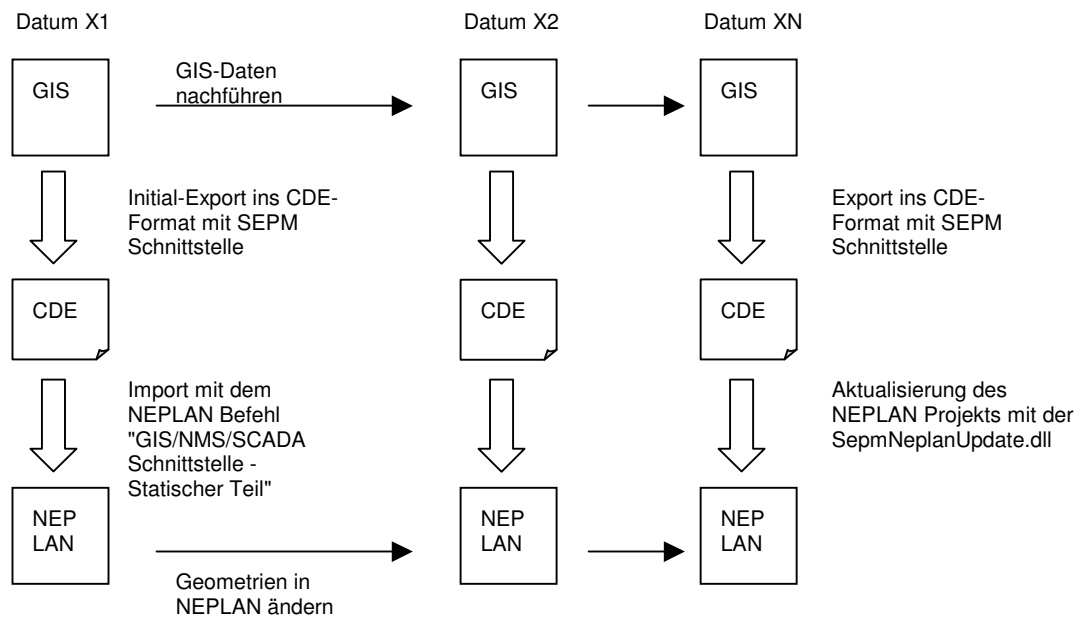 Datum X1
Datum X2
Datum XN
GIS
GIS-Daten
nachführen
GIS
GIS
Initial-Export ins CDE-
Format mit SEPM
Schnittstelle
Export ins CDE-
Format mit SEPM
Schnittstelle
CDE
CDE
CDE
Import mit dem
NEPLAN Befehl
"GIS/NMS/SCADA
Schnittstelle -
Statischer Teil"
Aktualisierung des
NEPLAN Projekts mit der
SepmNeplanUpdate.dll
NEP
LAN
NEP
LAN
NEP
LAN
Geometrien in
NEPLAN ändern